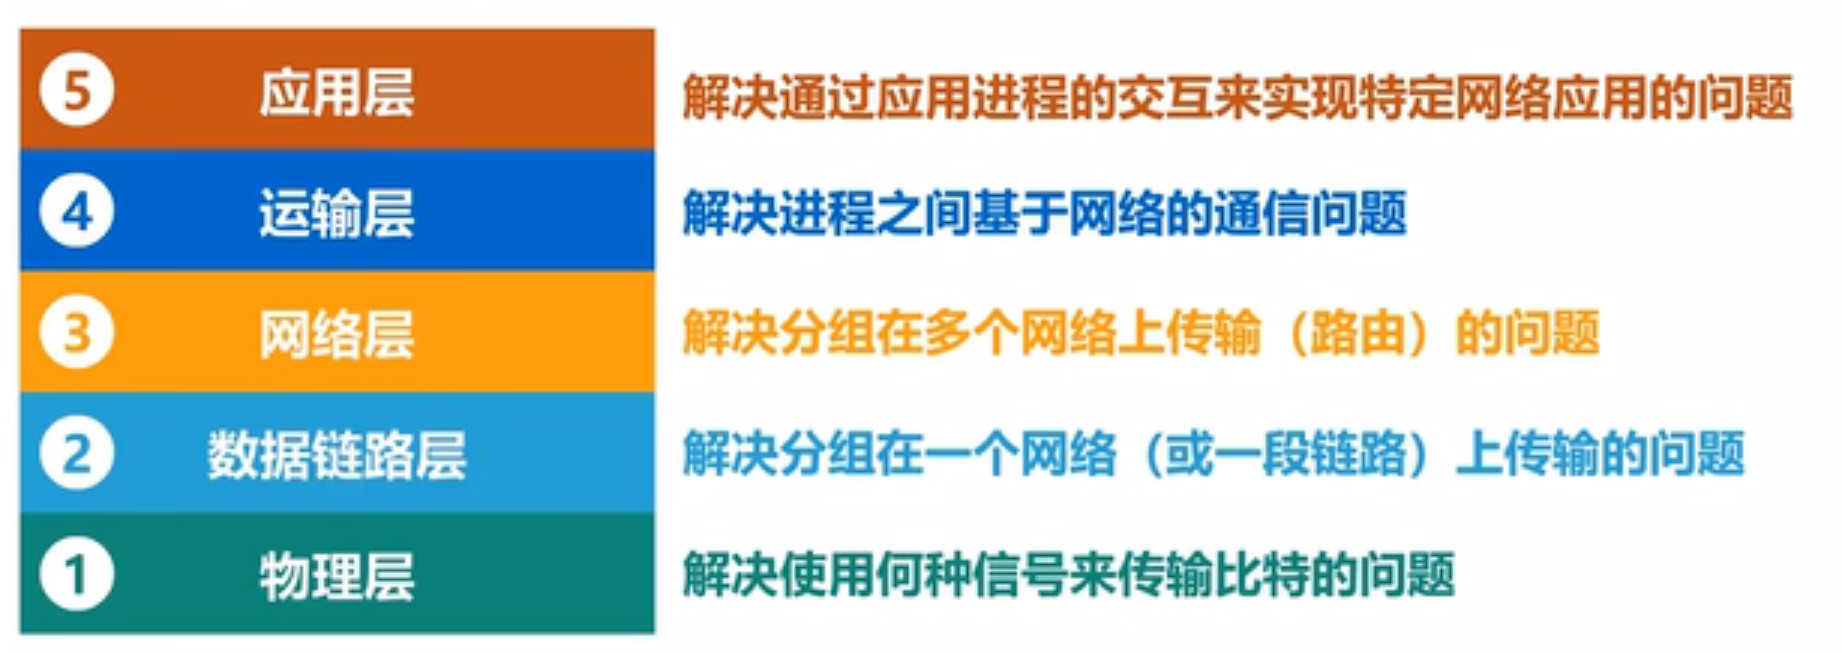 5 应用层 解决通过应用进程的交互来实现特定网络应用的问题
4 运输层 解决进程之间基于网络的通信问题
3 网络层 解决分组在多个网络上传输（路由）的问题
2 数据链路层 解决分组在一个网络（或一段链路）上传输的问题
1 物理层 解决使用何种信号来传输比特的问题